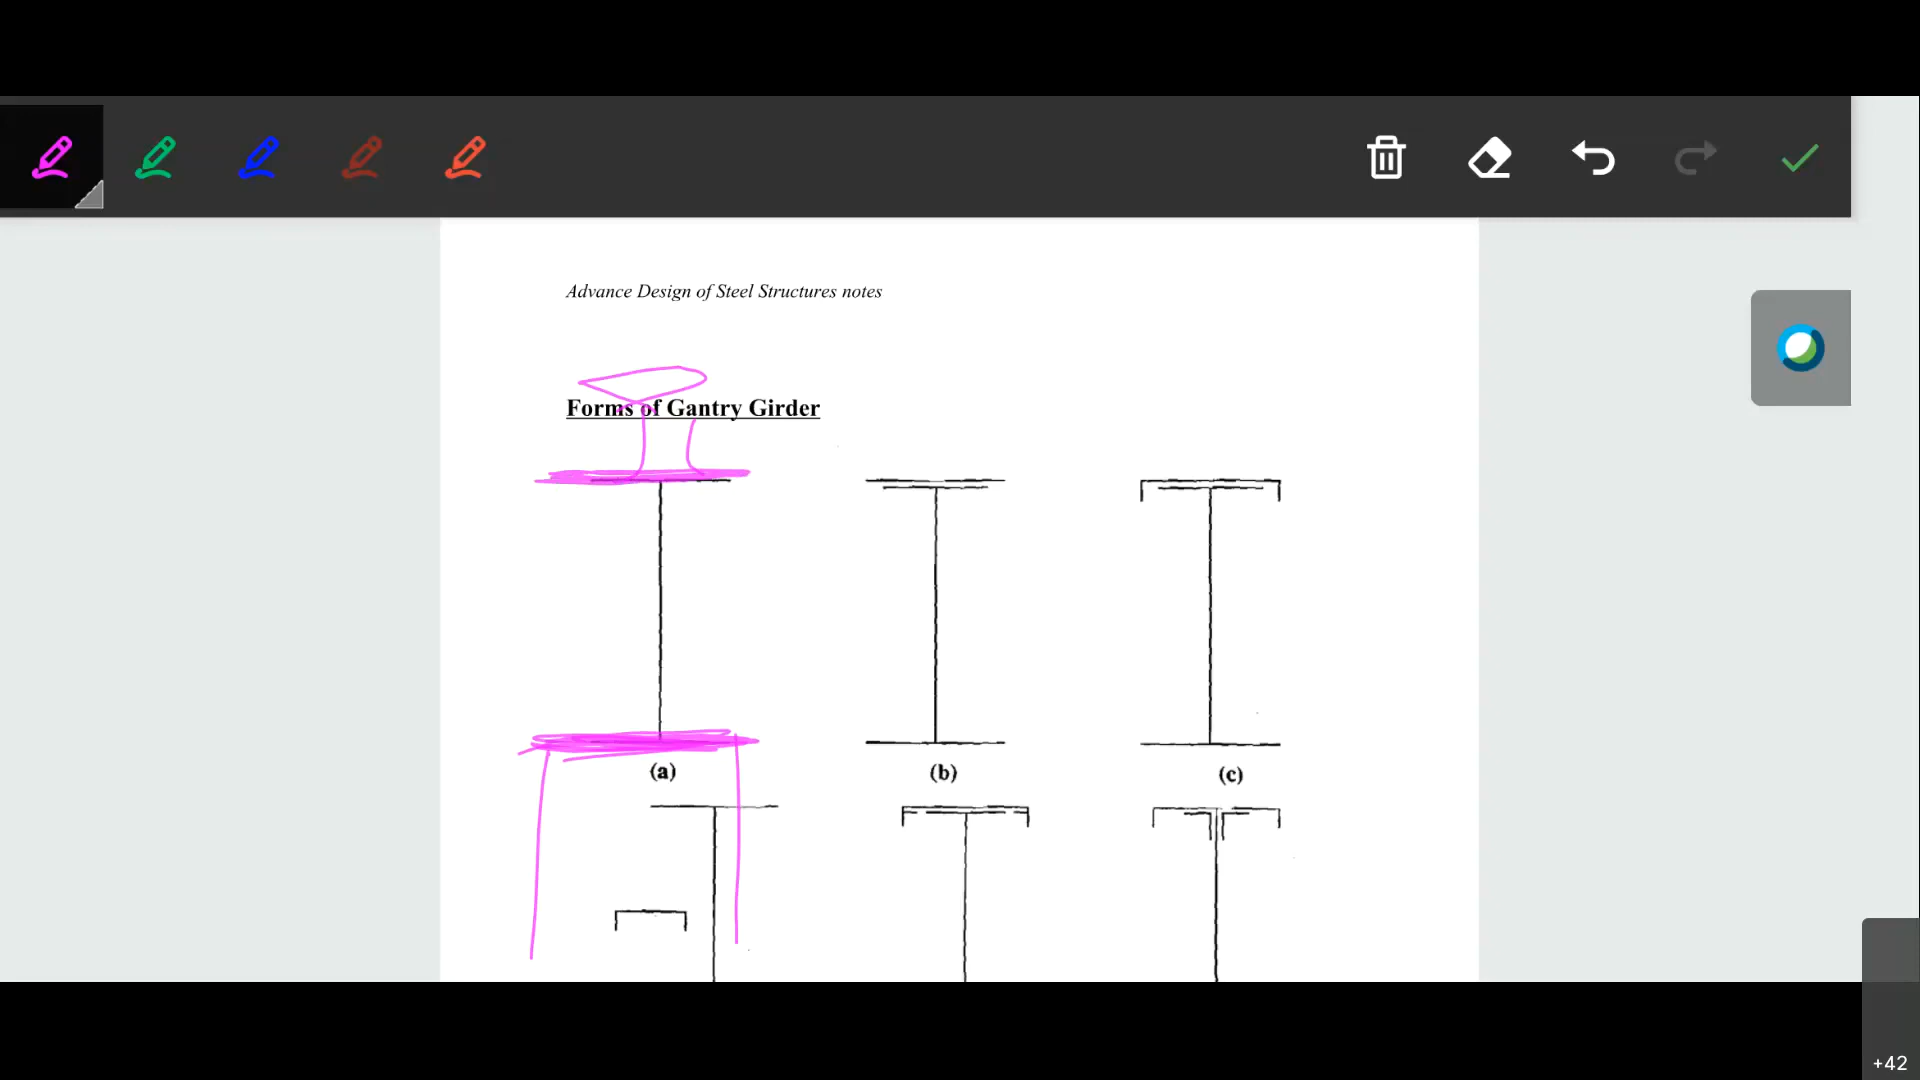 Advance Design of Steel Structures notes
Forms of Gantry Girder
(a) (b) (c)
+42